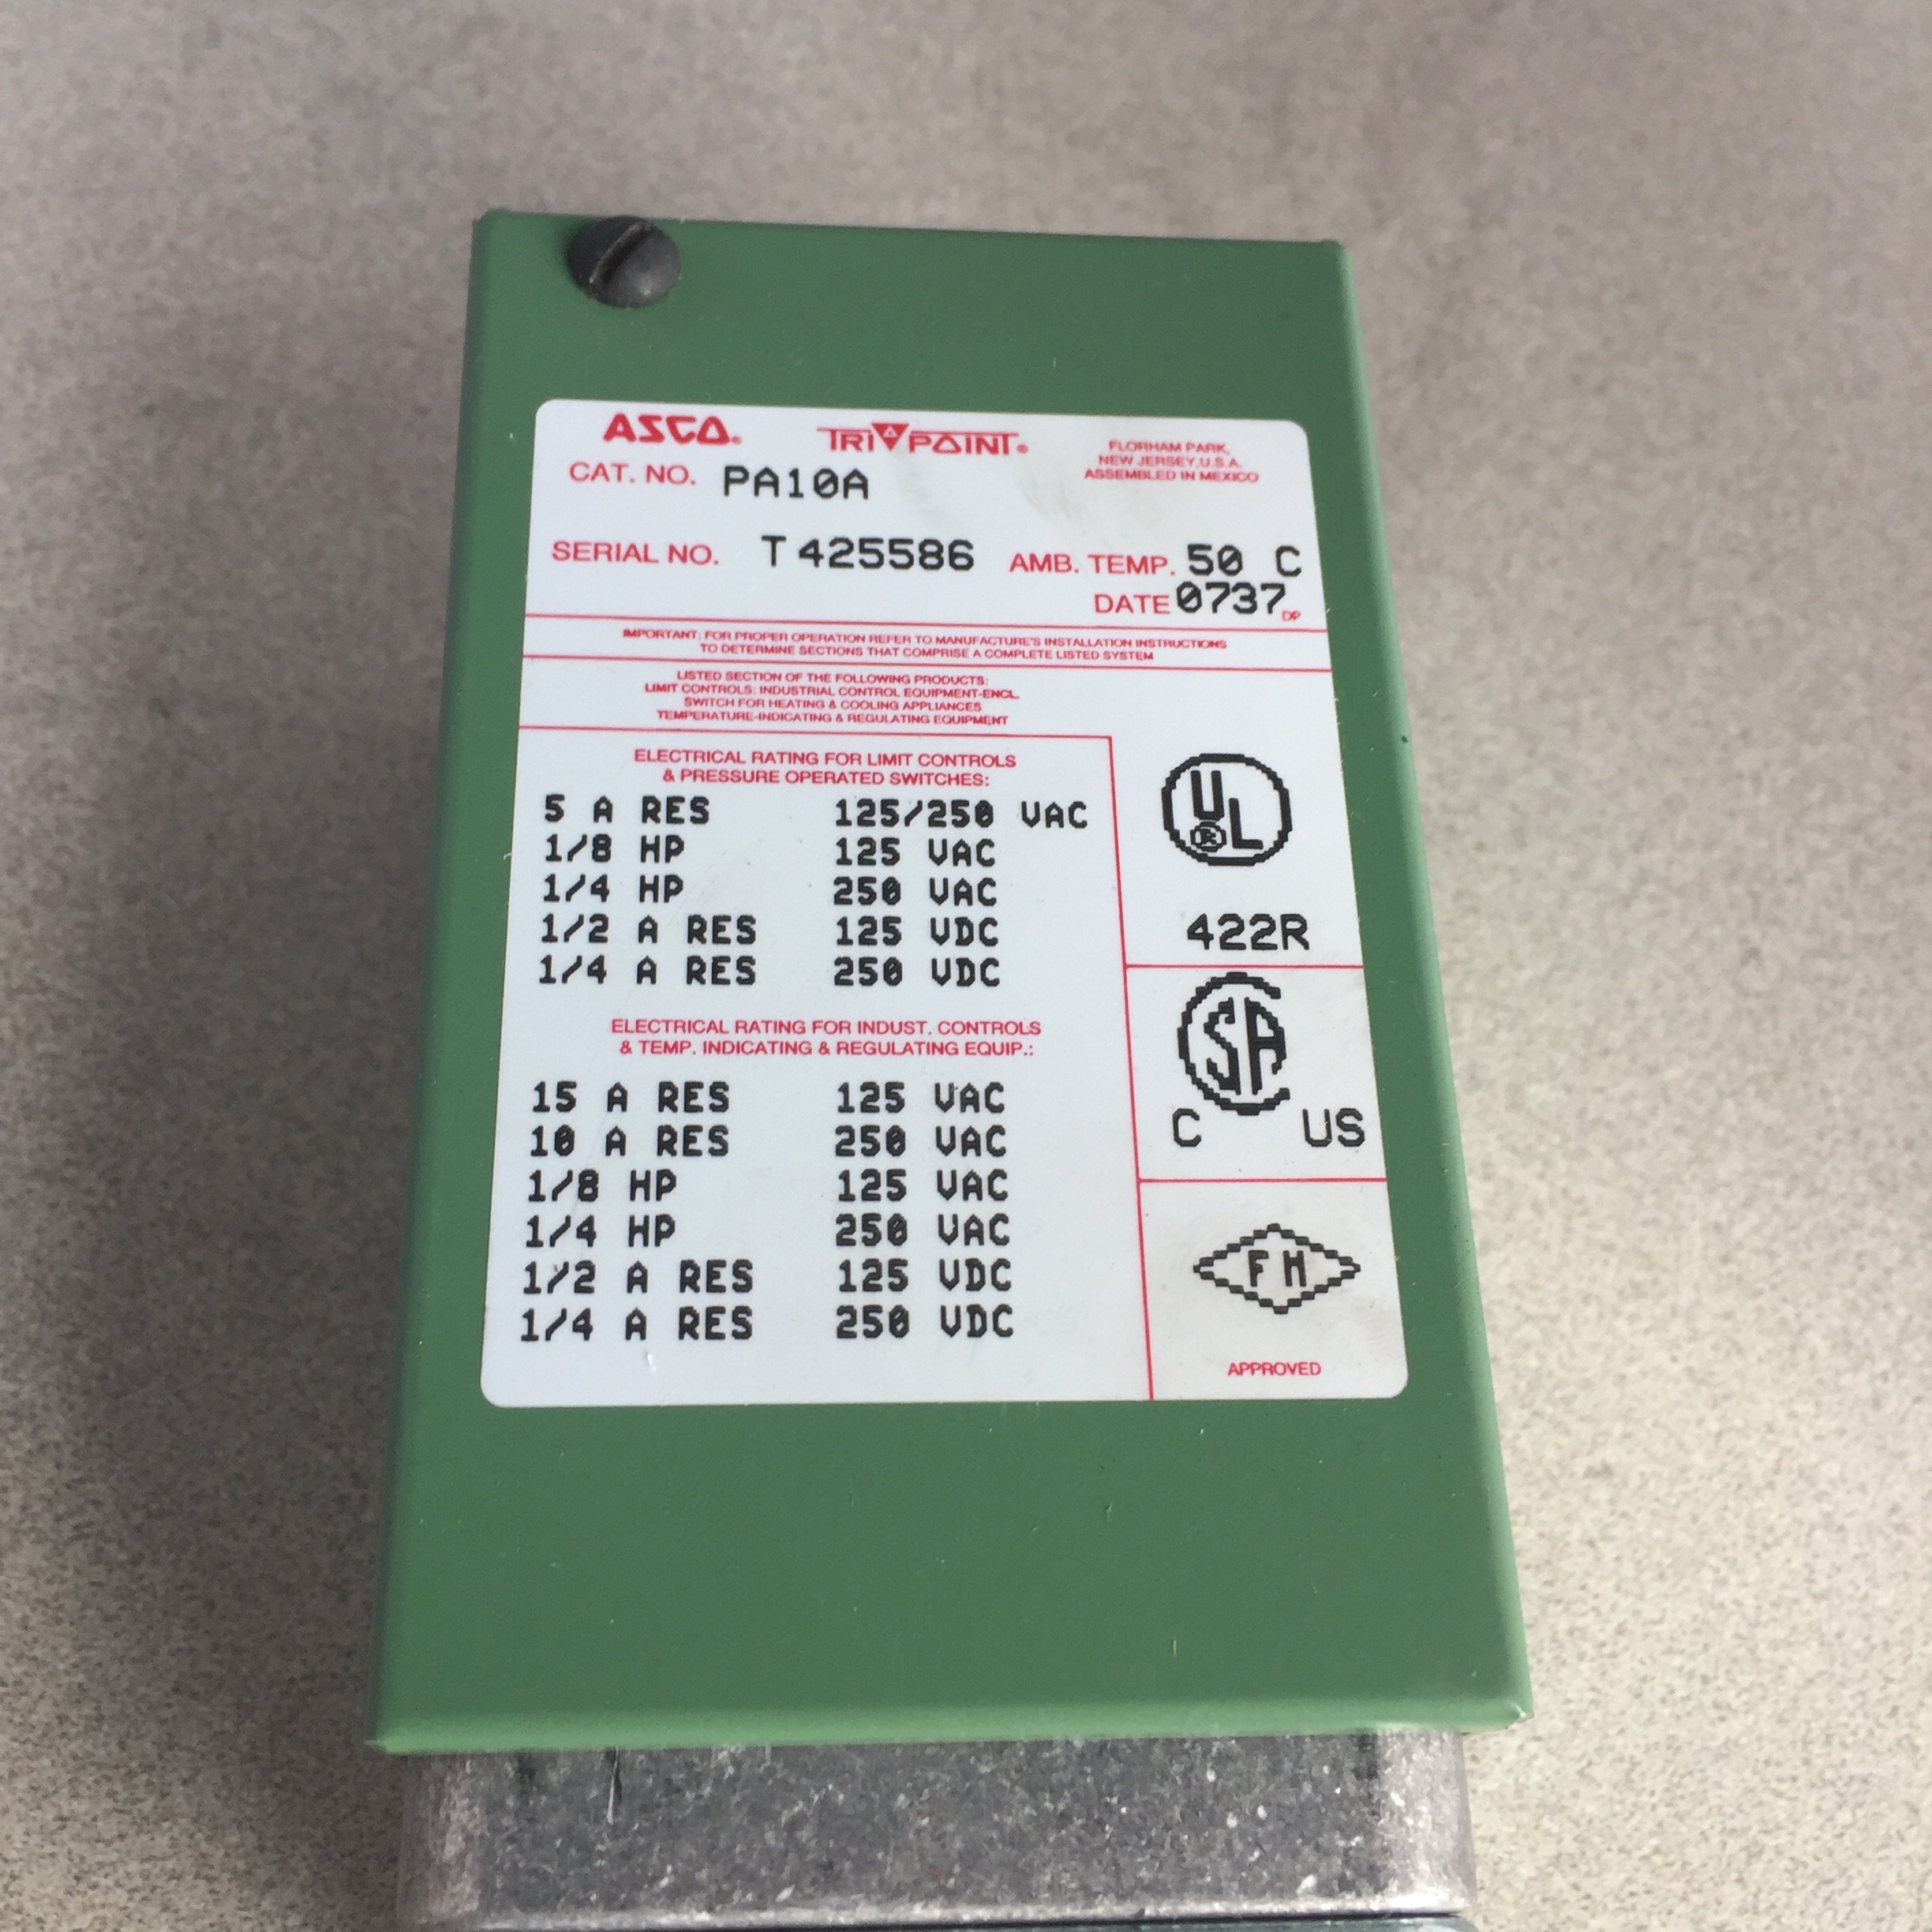 ASCO® TRI POINT® FLORHAM PARK,
NEW JERSEY, U.S.A.
ASSEMBLED IN MEXICO
CAT. NO. PA10A
SERIAL NO. T425586 AMB. TEMP. 50 C
DATE 0737 DP
IMPORTANT: FOR PROPER OPERATION REFER TO MANUFACTURE'S INSTALLATION INSTRUCTIONS
TO DETERMINE SECTIONS THAT COMPRISE A COMPLETE LISTED SYSTEM
LISTED SECTION OF THE FOLLOWING PRODUCTS:
LIMIT CONTROLS: INDUSTRIAL CONTROL EQUIPMENT-ENCL.
SWITCH FOR HEATING & COOLING APPLIANCES
TEMPERATURE-INDICATING & REGULATING EQUIPMENT
ELECTRICAL RATING FOR LIMIT CONTROLS
& PRESSURE OPERATED SWITCHES:
5 A RES 125/250 VAC
1/8 HP 125 VAC
1/4 HP 250 VAC
1/2 A RES 125 VDC
1/4 A RES 250 VDC
ELECTRICAL RATING FOR INDUST. CONTROLS
& TEMP. INDICATING & REGULATING EQUIP.:
15 A RES 125 VAC
10 A RES 250 VAC
1/8 HP 125 VAC
1/4 HP 250 VAC
1/2 A RES 125 VDC
1/4 A RES 250 VDC
UL®
422R
CSA
C US
FM
APPROVED